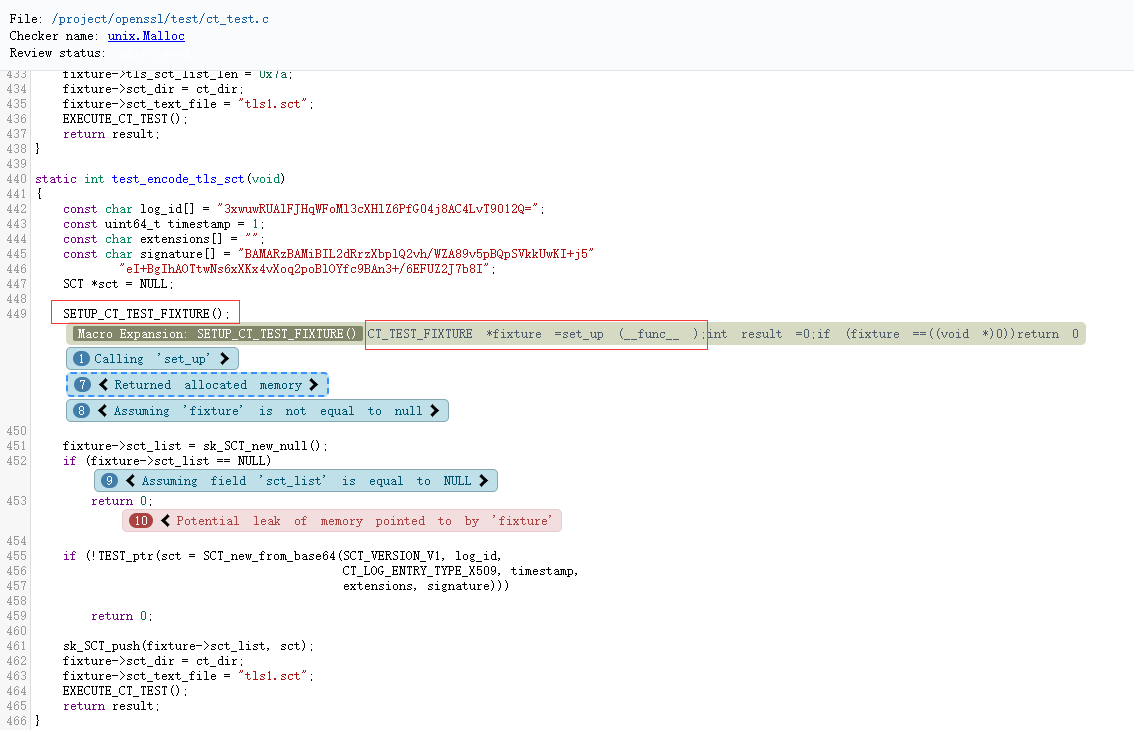 File: /project/openssl/test/ct_test.c
Checker name: unix.Malloc
Review status:
433 fixture->tls_sct_list_len = 0x7a;
434 fixture->sct_dir = ct_dir;
435 fixture->sct_text_file = "tls1.sct";
436 EXECUTE_CT_TEST();
437 return result;
438 }
439
440 static int test_encode_tls_sct(void)
441 {
442 const char log_id[] = "3xwuwRUAlFJHqWFoMl3cXHlZ6PfG04j8AC4LvT9012Q=";
443 const uint64_t timestamp = 1;
444 const char extensions[] = "";
445 const char signature[] = "BAMARzBAMiBIL2dRrzXbplQ2vh/WZA89v5pBQpSVkkUwKI+j5"
446 "eI+BgIhAOTtwNs6xXKx4vXoq2poBlOYfc9BAn3+/6EFUZ2J7b8I";
447 SCT *sct = NULL;
448
449 SETUP_CT_TEST_FIXTURE();
Macro Expansion: SETUP_CT_TEST_FIXTURE() CT_TEST_FIXTURE *fixture =set_up (__func__ );int result =0;if (fixture ==((void *)0))return 0
1 Calling 'set_up'
7 Returned allocated memory
8 Assuming 'fixture' is not equal to null
450
451 fixture->sct_list = sk_SCT_new_null();
452 if (fixture->sct_list == NULL)
9 Assuming field 'sct_list' is equal to NULL
453 return 0;
10 Potential leak of memory pointed to by 'fixture'
454
455 if (!TEST_ptr(sct = SCT_new_from_base64(SCT_VERSION_V1, log_id,
456 CT_LOG_ENTRY_TYPE_X509, timestamp,
457 extensions, signature)))
458
459 return 0;
460
461 sk_SCT_push(fixture->sct_list, sct);
462 fixture->sct_dir = ct_dir;
463 fixture->sct_text_file = "tls1.sct";
464 EXECUTE_CT_TEST();
465 return result;
466 }